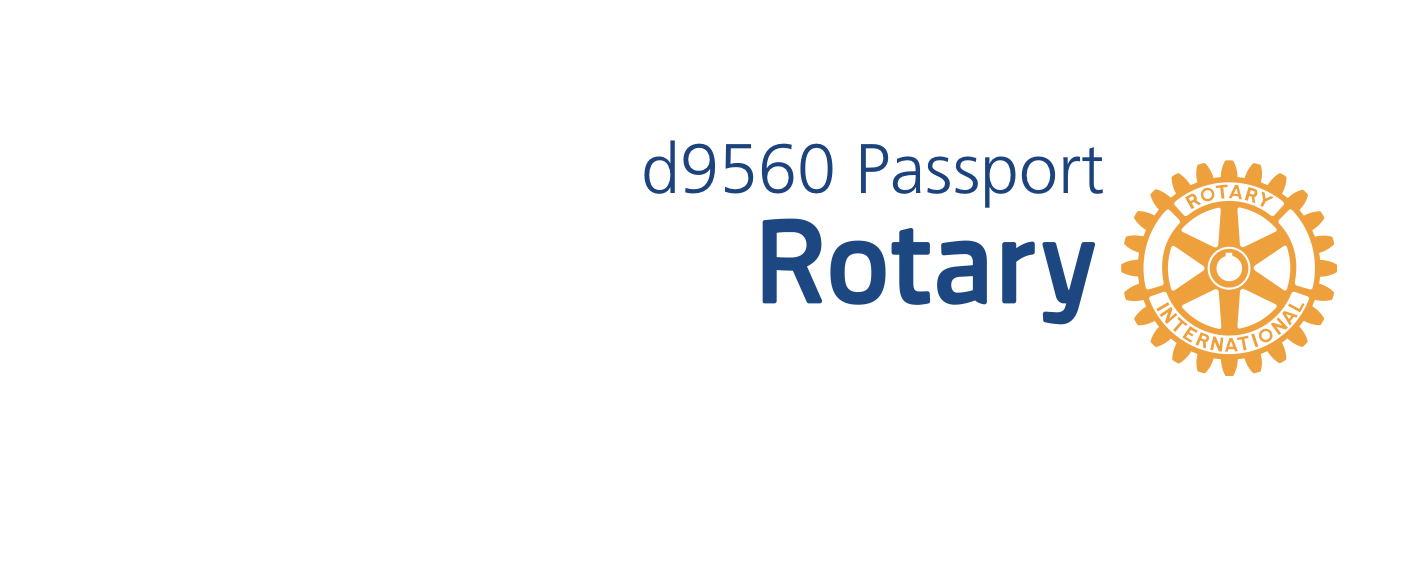 d9560 Passport
Rotary
ROTARY
INTERNATIONAL